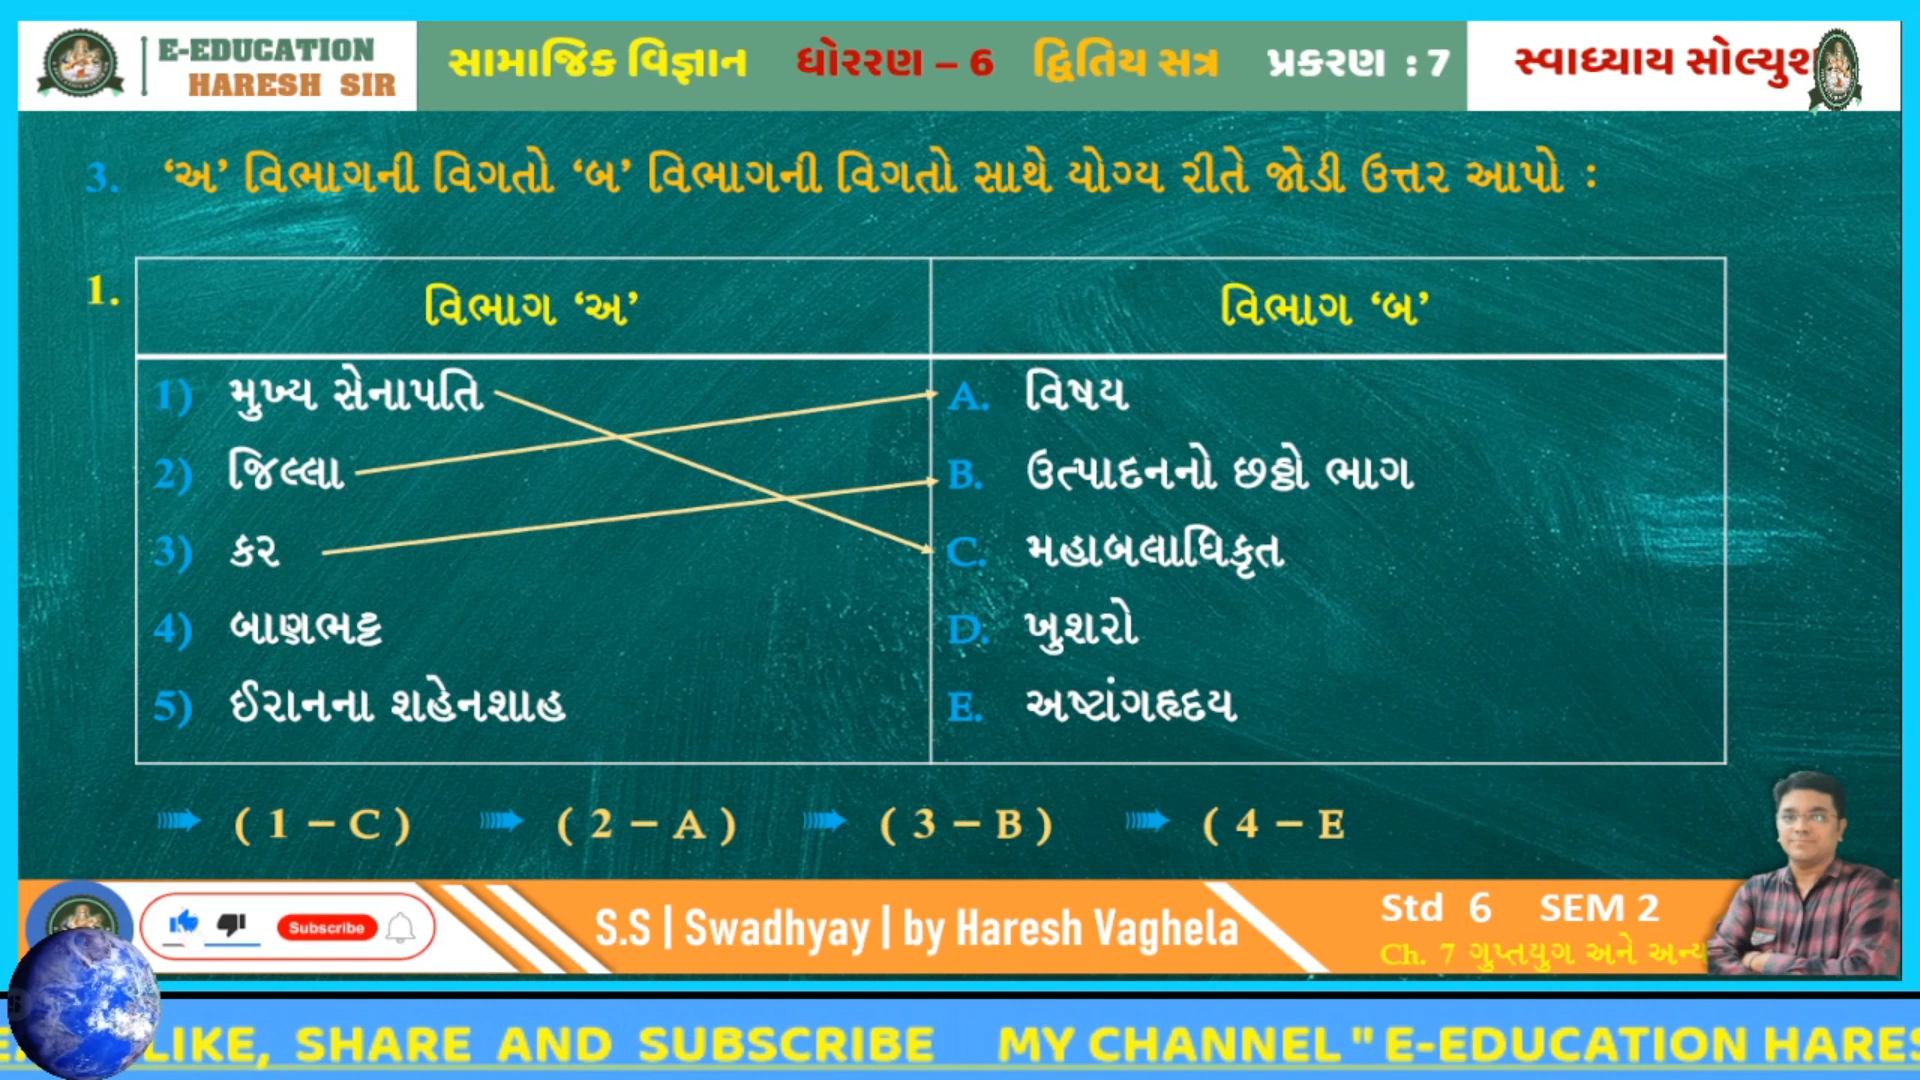 E-EDUCATION
HARESH SIR
સામાજિક વિજ્ઞાન ધોરરણ – 6 દ્વિતિય સત્ર પ્રકરણ : 7
સ્વાધ્યાય
3. ‘અ’ વિભાગની વિગતો ‘બ’ વિભાગની વિગતો સાથે યોગ્ય રીતે જોડી ઉત્તર આપો :
1. વિભાગ ‘અ’ વિભાગ ‘બ’
1) મુખ્ય સેનાપતિ A. વિષય
2) જિલ્લા B. ઉત્પાદનનો છઠ્ઠો ભાગ
3) કર C. મહાબલાધિકૃત
4) બાણભટ્ટ D. ખુશરો
5) ઈરાનના શહેનશાહ E. અષ્ટાંગહૃદય
( 1 – C ) ( 2 – A ) ( 3 – B ) ( 4 – E
Subscribe
S.S | Swadhyay | by Haresh Vaghela
Std 6 SEM 2
Ch. 7 ગુપ્તયુગ અને અન્ય
LIKE, SHARE AND SUBSCRIBE MY CHANNEL " E-EDUCATION